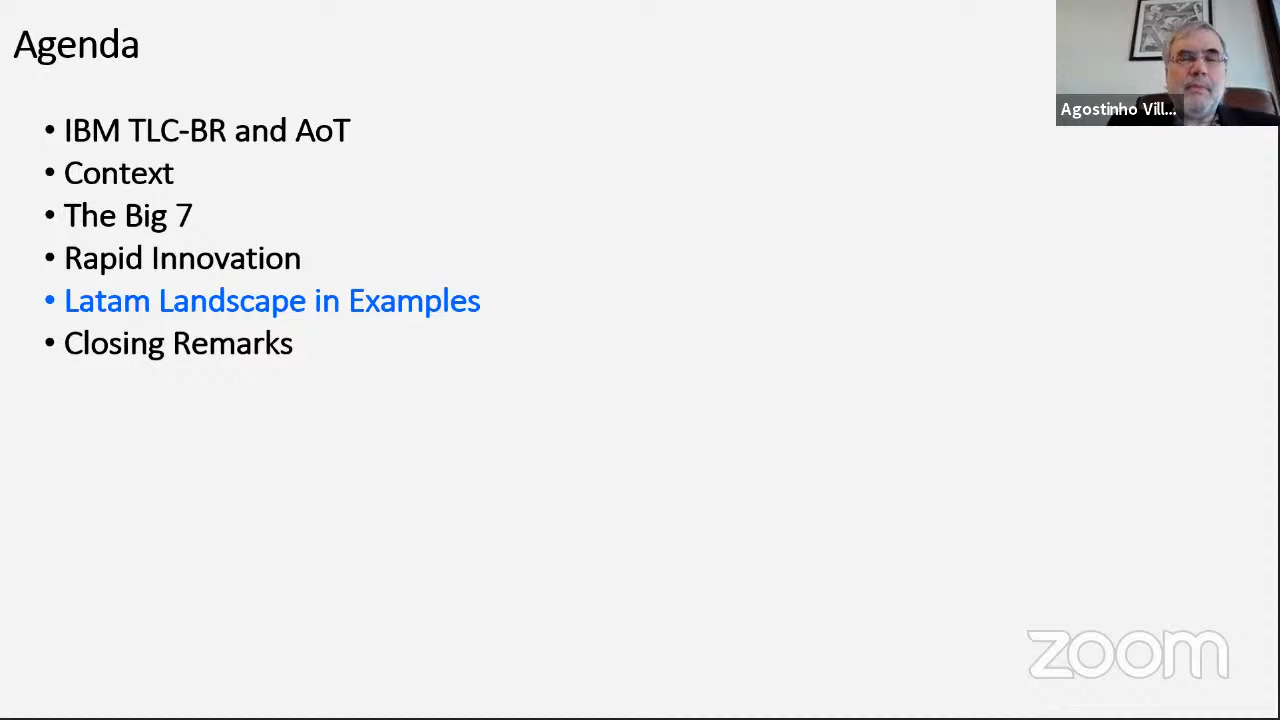 Agenda
Agostinho Vill...
• IBM TLC-BR and AoT
• Context
• The Big 7
• Rapid Innovation
• Latam Landscape in Examples
• Closing Remarks
zoom